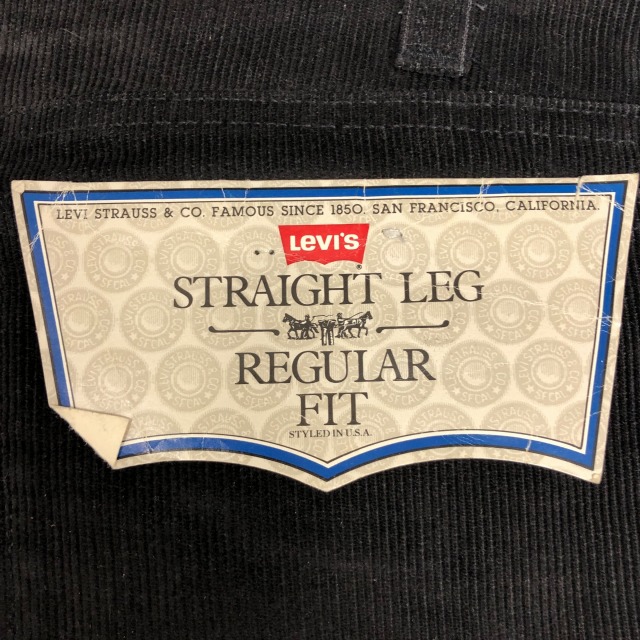 LEVI STRAUSS & CO. FAMOUS SINCE 1850, SAN FRANCISCO, CALIFORNIA.
LEVI'S
®
STRAIGHT LEG
REGULAR
FIT
STYLED IN U.S.A.